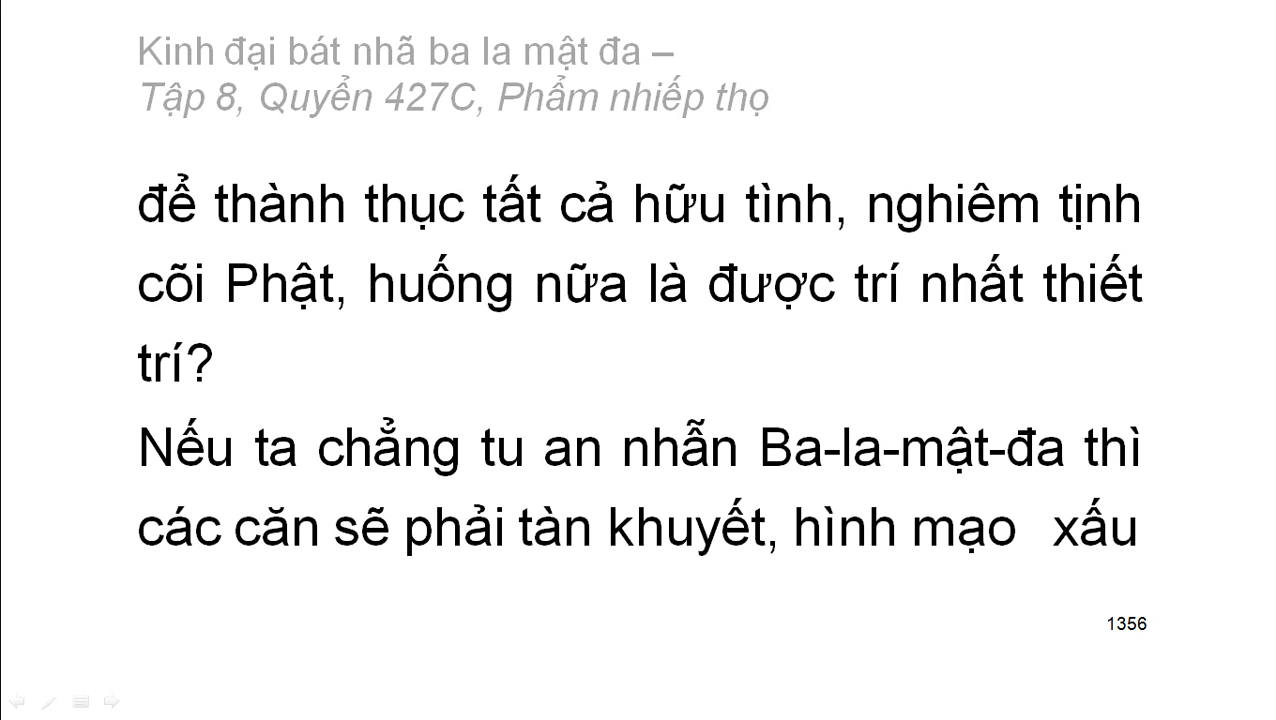 Kinh đại bát nhã ba la mật đa –
Tập 8, Quyển 427C, Phẩm nhiếp thọ
để thành thục tất cả hữu tình, nghiêm tịnh
cõi Phật, huống nữa là được trí nhất thiết
trí?
Nếu ta chẳng tu an nhẫn Ba-la-mật-đa thì
các căn sẽ phải tàn khuyết, hình mạo xấu
1356